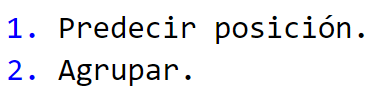 1. Predecir posición.
2. Agrupar.